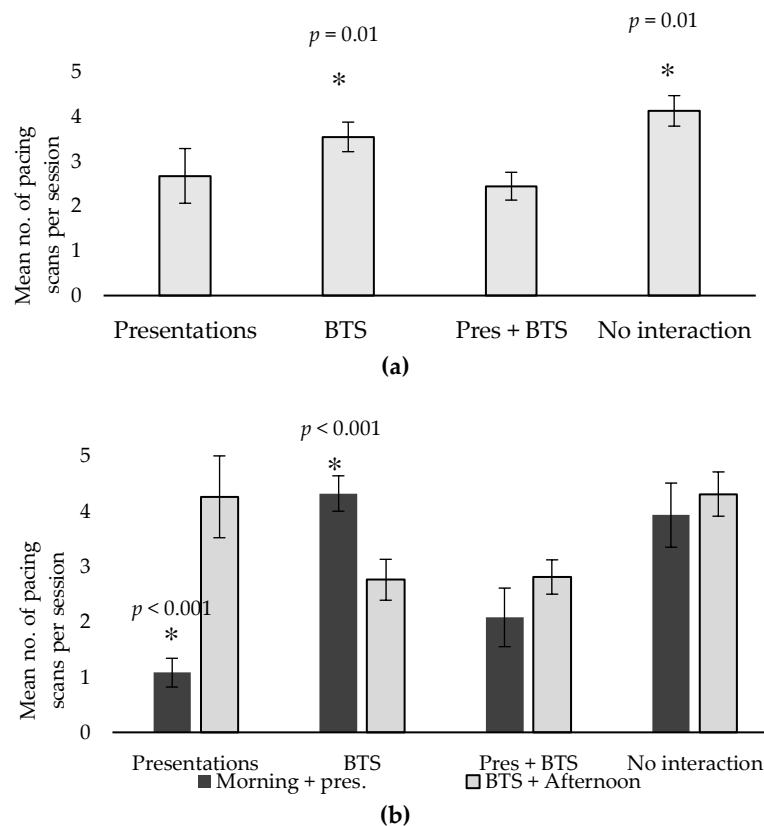 p = 0.01
p = 0.01
*
*
5
4
3
2
1
0
Mean no. of pacing
scans per session
Presentations
BTS
Pres + BTS
No interaction
(a)
p < 0.001
5
*
4
3
p < 0.001
2
*
1
0
Mean no. of pacing
scans per session
Presentations
BTS
Pres + BTS
No interaction
Morning + pres.
BTS + Afternoon
(b)